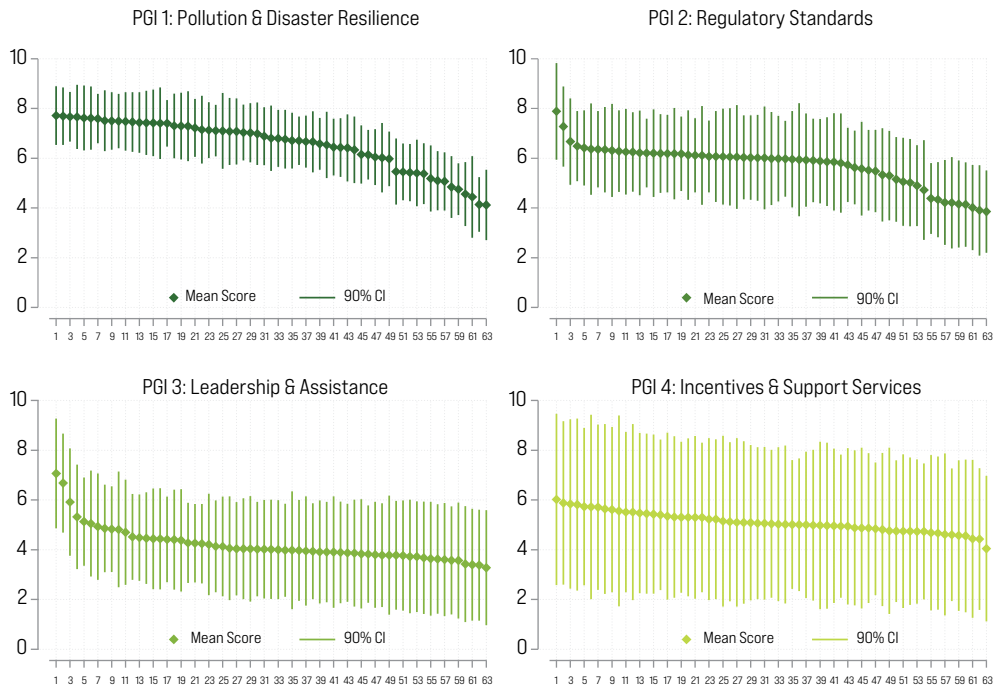 PGI 1: Pollution & Disaster Resilience
10
8
6
4
2
0
Mean Score 90% CI
1 3 5 7 9 11 13 15 17 19 21 23 25 27 29 31 33 35 37 39 41 43 45 47 49 51 53 55 57 59 61 63
PGI 2: Regulatory Standards
10
8
6
4
2
0
Mean Score 90% CI
1 3 5 7 9 11 13 15 17 19 21 23 25 27 29 31 33 35 37 39 41 43 45 47 49 51 53 55 57 59 61 63
PGI 3: Leadership & Assistance
10
8
6
4
2
0
Mean Score 90% CI
1 3 5 7 9 11 13 15 17 19 21 23 25 27 29 31 33 35 37 39 41 43 45 47 49 51 53 55 57 59 61 63
PGI 4: Incentives & Support Services
10
8
6
4
2
0
Mean Score 90% CI
1 3 5 7 9 11 13 15 17 19 21 23 25 27 29 31 33 35 37 39 41 43 45 47 49 51 53 55 57 59 61 63